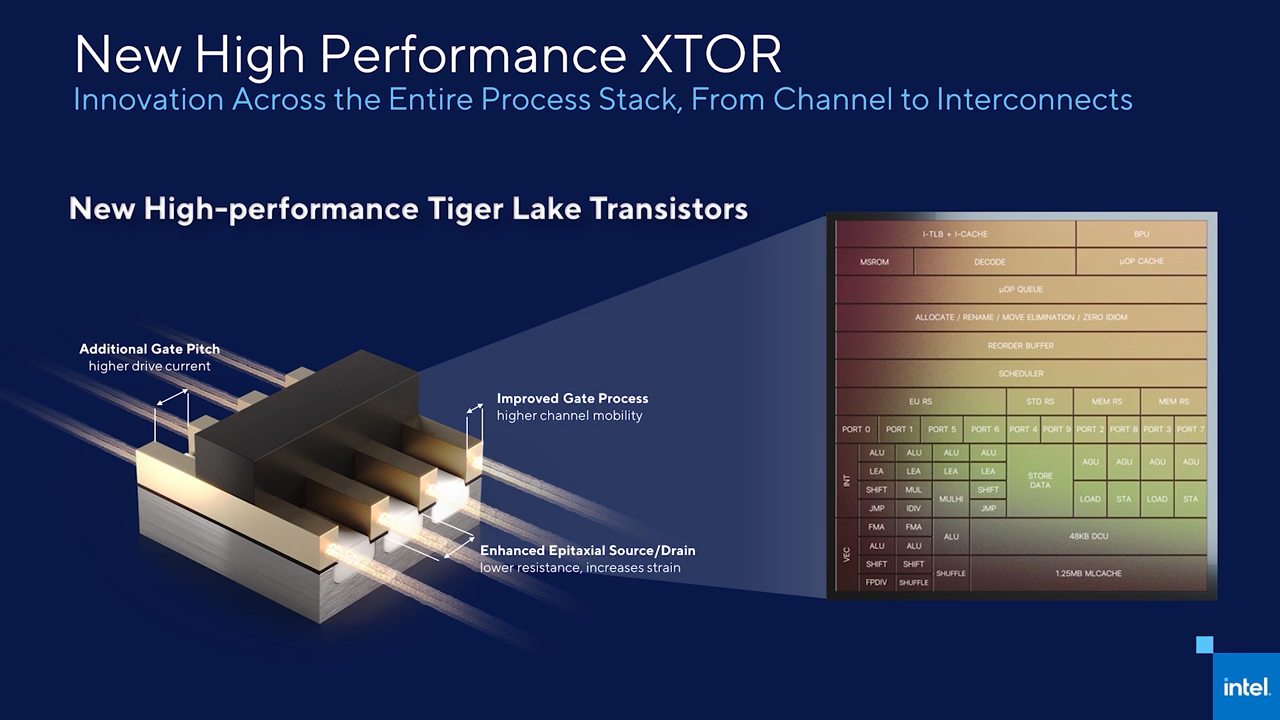 New High Performance XTOR
Innovation Across the Entire Process Stack, From Channel to Interconnects
New High-performance Tiger Lake Transistors
Additional Gate Pitch
higher drive current
Improved Gate Process
higher channel mobility
Enhanced Epitaxial Source/Drain
lower resistance, increases strain
I-TLB + I-CACHE BPU
MSROM DECODE μOP CACHE
μOP QUEUE
ALLOCATE / RENAME / MOVE ELIMINATION / ZERO IDIOM
REORDER BUFFER
SCHEDULER
EU RS STD RS MEM RS MEM RS
PORT 0 PORT 1 PORT 5 PORT 6 PORT 4 PORT 9 PORT 2 PORT 8 PORT 3 PORT 7
INT
ALU ALU ALU ALU
LEA LEA LEA LEA
SHIFT MUL MULHI SHIFT
JMP IDIV JMP
STORE
DATA
AGU AGU AGU AGU
LOAD STA LOAD STA
VEC
FMA FMA ALU
ALU ALU
SHIFT SHIFT SHUFFLE
FPDIV SHUFFLE
48KB DCU
1.25MB MLCACHE
intel.